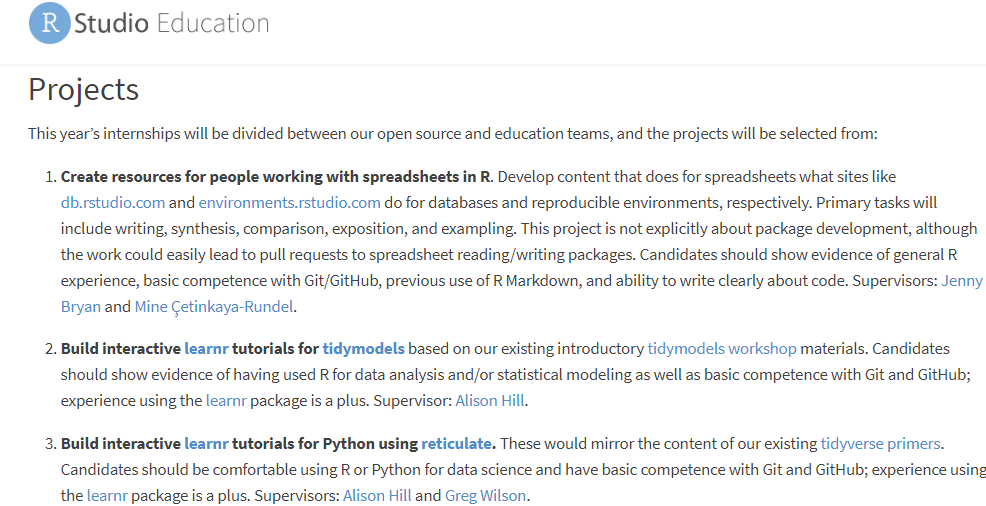 R Studio Education
Projects
This year’s internships will be divided between our open source and education teams, and the projects will be selected from:
1. Create resources for people working with spreadsheets in R. Develop content that does for spreadsheets what sites like
db.rstudio.com and environments.rstudio.com do for databases and reproducible environments, respectively. Primary tasks will
include writing, synthesis, comparison, exposition, and exampling. This project is not explicitly about package development, although
the work could easily lead to pull requests to spreadsheet reading/writing packages. Candidates should show evidence of general R
experience, basic competence with Git/GitHub, previous use of R Markdown, and ability to write clearly about code. Supervisors: Jenny
Bryan and Mine Çetinkaya-Rundel.
2. Build interactive learnr tutorials for tidymodels based on our existing introductory tidymodels workshop materials. Candidates
should show evidence of having used R for data analysis and/or statistical modeling as well as basic competence with Git and GitHub;
experience using the learnr package is a plus. Supervisor: Alison Hill.
3. Build interactive learnr tutorials for Python using reticulate. These would mirror the content of our existing tidyverse primers.
Candidates should be comfortable using R or Python for data science and have basic competence with Git and GitHub; experience using
the learnr package is a plus. Supervisors: Alison Hill and Greg Wilson.